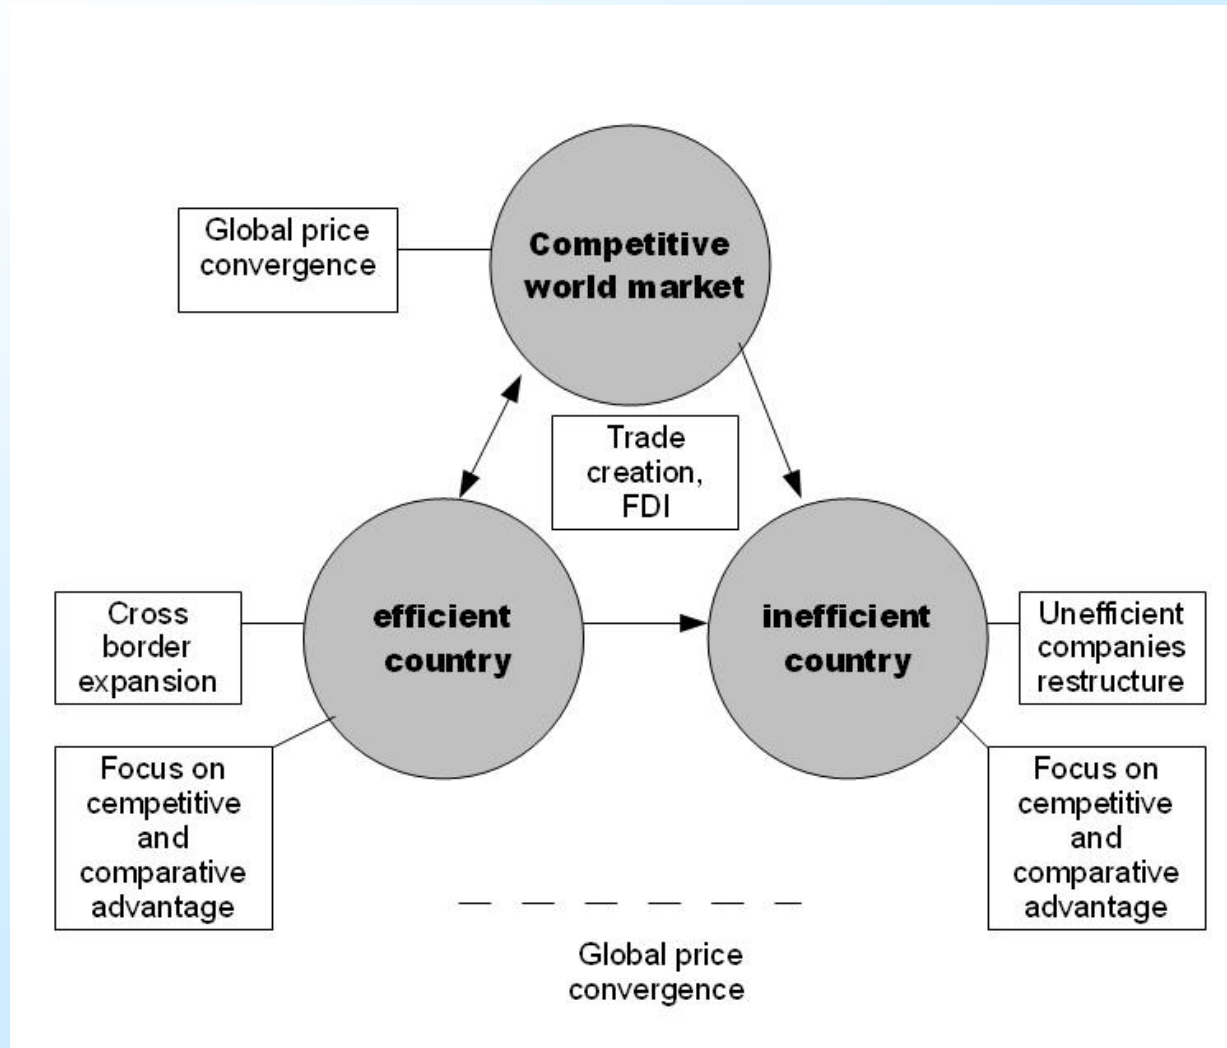 Global price
convergence
Competitive
world market
Trade
creation,
FDI
Cross
border
expansion
efficient
country
inefficient
country
Unefficient
companies
restructure
Focus on
cempetitive
and
comparative
advantage
Focus on
cempetitive
and
comparative
advantage
Global price
convergence